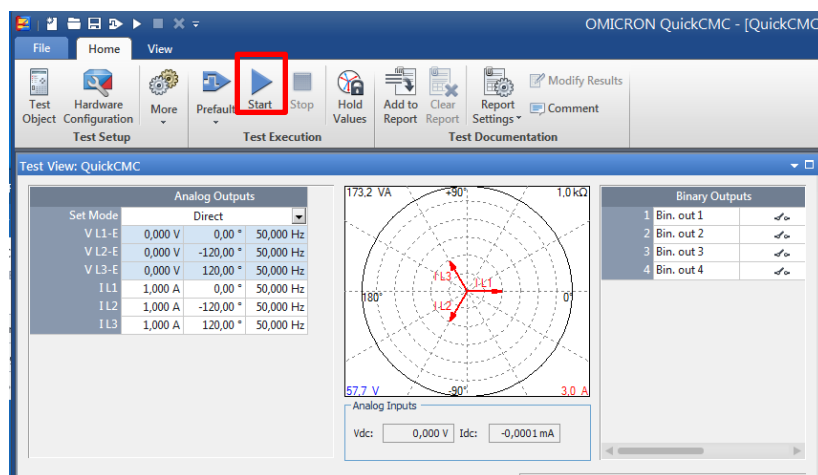 OMICRON QuickCMC - [QuickCMC
File Home View
Test Object
Hardware Configuration
More
Prefault
Start
Stop
Hold Values
Add to Report
Clear Report
Report Settings
Modify Results
Comment
Test Setup
Test Execution
Test Documentation
Test View: QuickCMC
Analog Outputs
Set Mode Direct
V L1-E 0,000 V 0,00 ° 50,000 Hz
V L2-E 0,000 V -120,00 ° 50,000 Hz
V L3-E 0,000 V 120,00 ° 50,000 Hz
I L1 1,000 A 0,00 ° 50,000 Hz
I L2 1,000 A -120,00 ° 50,000 Hz
I L3 1,000 A 120,00 ° 50,000 Hz
173,2 VA +90° 1,0 kΩ
I L3 I L1
180° 0°
I L2
57,7 V -90° 3,0 A
Analog Inputs
Vdc: 0,000 V Idc: -0,0001 mA
Binary Outputs
1 Bin. out 1
2 Bin. out 2
3 Bin. out 3
4 Bin. out 4